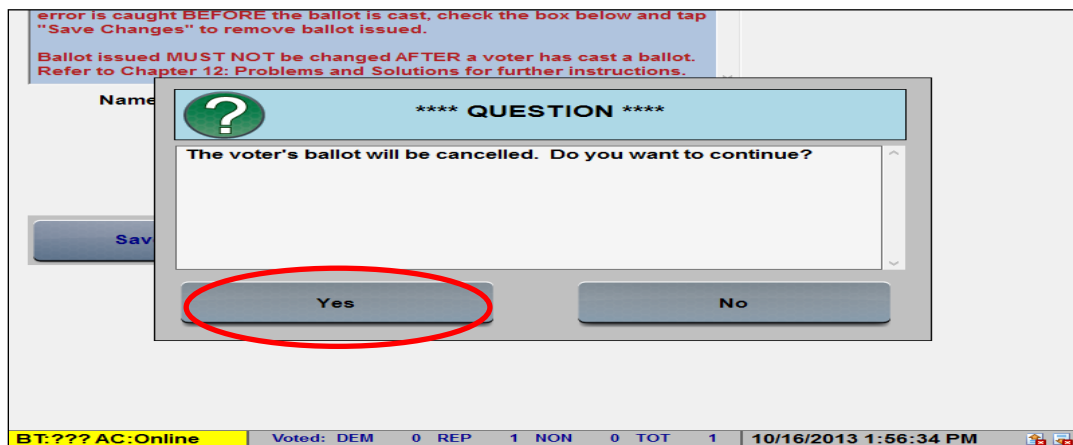 error is caught BEFORE the ballot is cast, check the box below and tap
"Save Changes" to remove ballot issued.
Ballot issued MUST NOT be changed AFTER a voter has cast a ballot.
Refer to Chapter 12: Problems and Solutions for further instructions.
Name
**** QUESTION ****
The voter's ballot will be cancelled. Do you want to continue?
Sav
Yes No
BT:??? AC:Online Voted: DEM 0 REP 1 NON 0 TOT 1 10/16/2013 1:56:34 PM